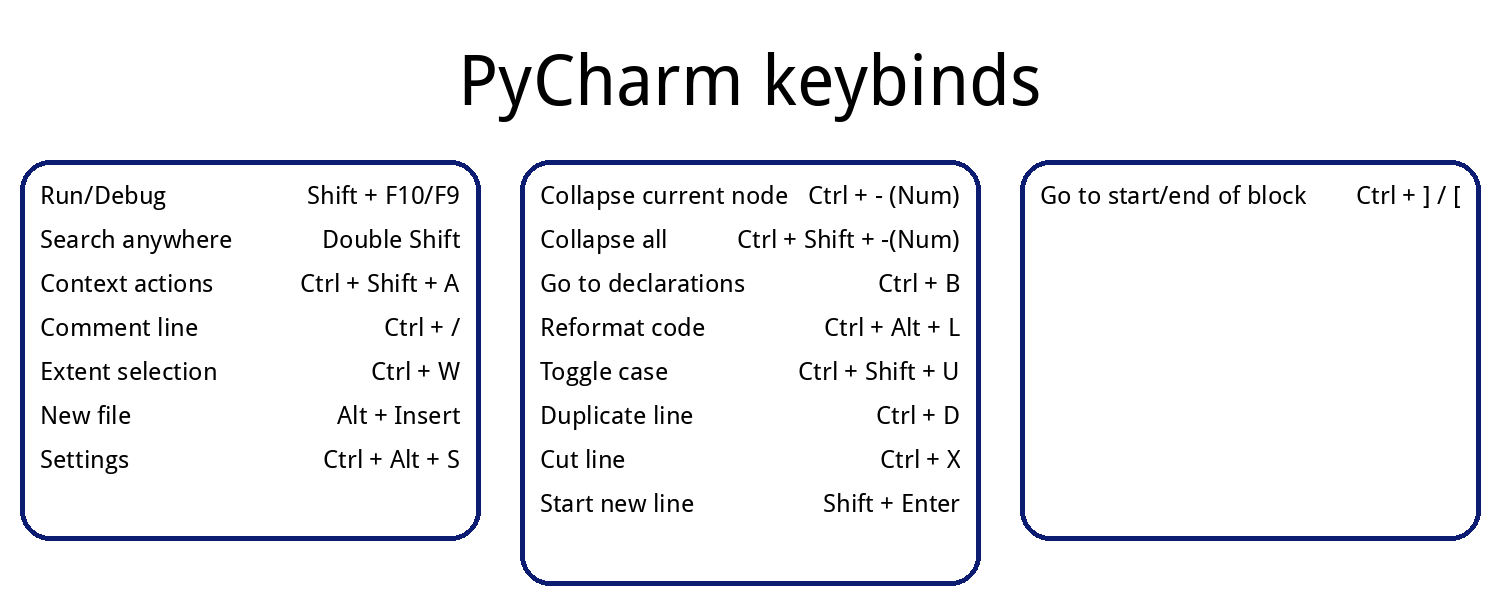 PyCharm keybinds
Run/Debug Shift + F10/F9
Search anywhere Double Shift
Context actions Ctrl + Shift + A
Comment line Ctrl + /
Extent selection Ctrl + W
New file Alt + Insert
Settings Ctrl + Alt + S
Collapse current node Ctrl + - (Num)
Collapse all Ctrl + Shift + -(Num)
Go to declarations Ctrl + B
Reformat code Ctrl + Alt + L
Toggle case Ctrl + Shift + U
Duplicate line Ctrl + D
Cut line Ctrl + X
Start new line Shift + Enter
Go to start/end of block Ctrl + ] / [